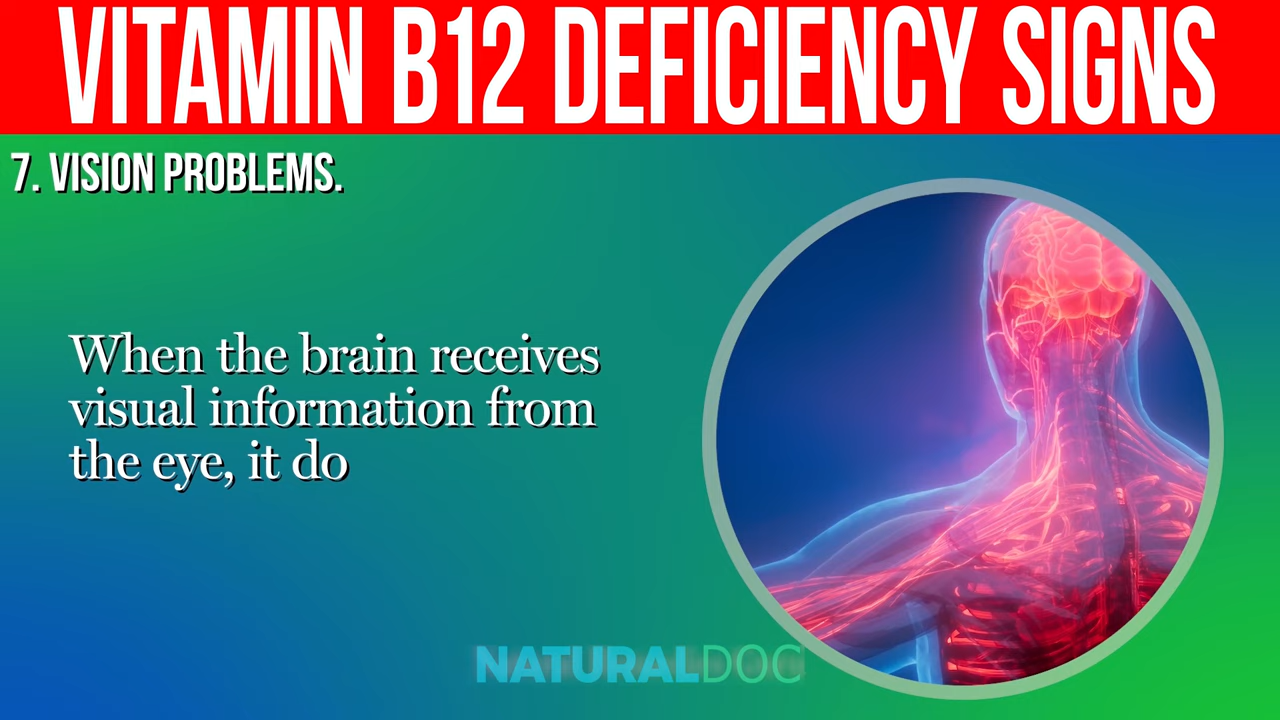 VITAMIN B12 DEFICIENCY SIGNS
7. VISION PROBLEMS.
When the brain receives
visual information from
the eye, it do
NATURALDOC